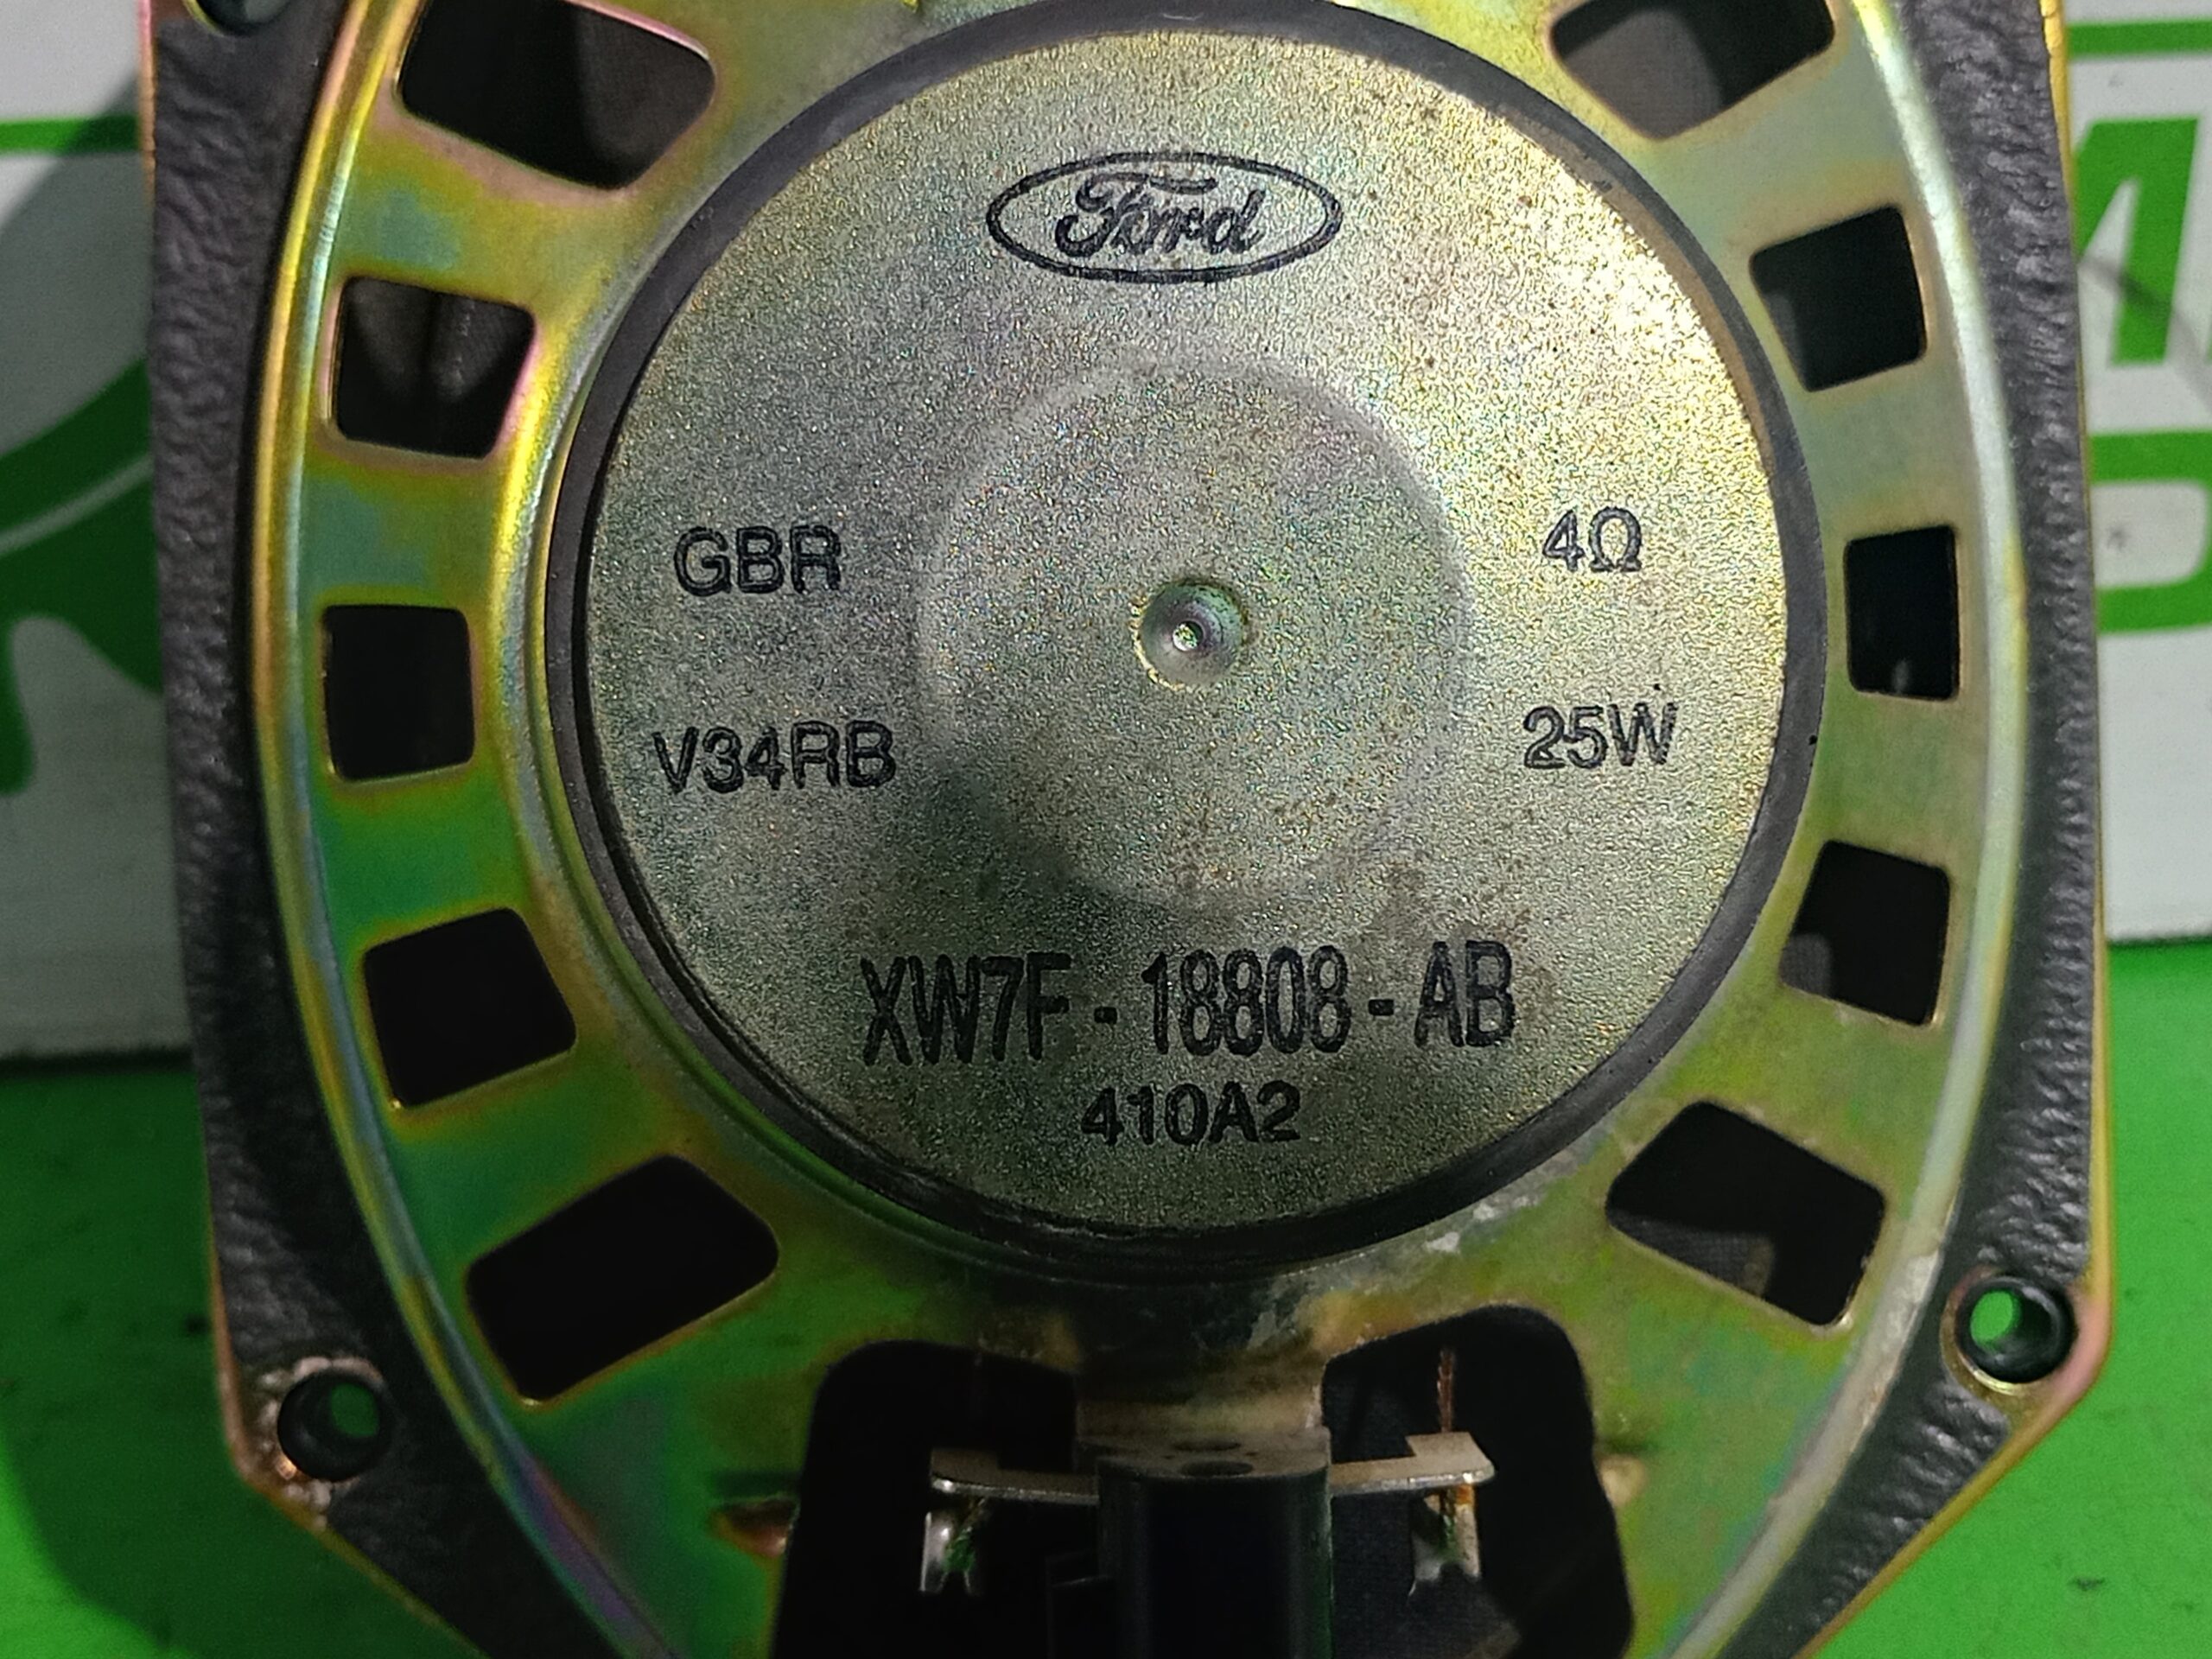 Ford
GBR
4Ω
V34RB
25W
XW7F - 18808 - AB
410A2